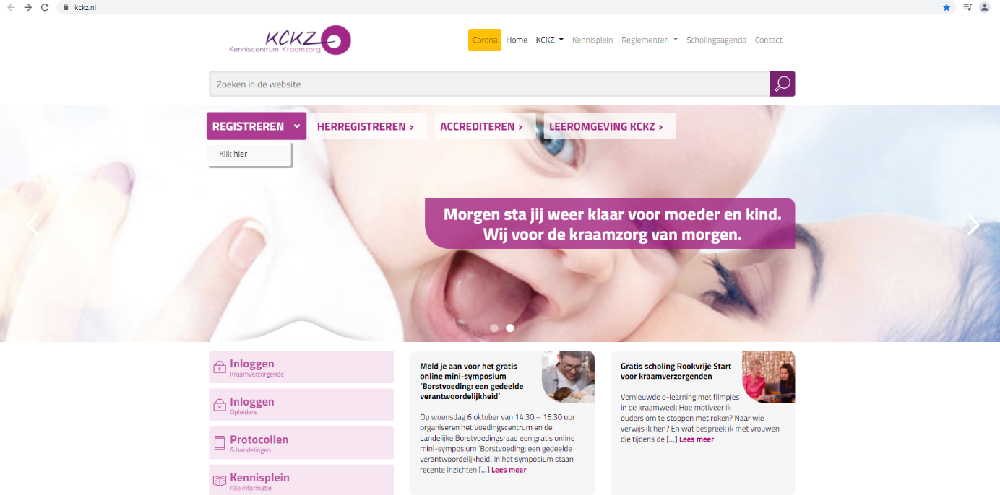 kckz.nl
KCKZ
Kenniscentrum Kraamzorg
Corona Home KCKZ Kennisplein Reglementen Scholingsagenda Contact
Zoeken in de website
REGISTREREN
HERREGISTREREN >
ACCREDITEREN >
LEEROMGEVING KCKZ >
Klik hier
Morgen sta jij weer klaar voor moeder en kind.
Wij voor de kraamzorg van morgen.
Inloggen
Kraamverzorgende
Inloggen
Opleiders
Protocollen
& handelingen
Kennisplein
Alle informatie
Meld je aan voor het gratis
online mini-symposium
‘Borstvoeding: een gedeelde
verantwoordelijkheid’
Op woensdag 6 oktober van 14.30 – 16.30 uur
organiseren het Voedingscentrum en de
Landelijke Borstvoedingsraad een gratis online
mini-symposium ‘Borstvoeding: een gedeelde
verantwoordelijkheid’. In het symposium staan
recente inzichten [...] Lees meer
Gratis scholing Rookvrije Start
voor kraamverzorgenden
Vernieuwde e-learning met filmpjes
in de kraamweek Hoe motiveer ik
ouders om te stoppen met roken? Naar wie
verwijs ik hen? En wat bespreek ik met vrouwen
die tijdens de [...] Lees meer